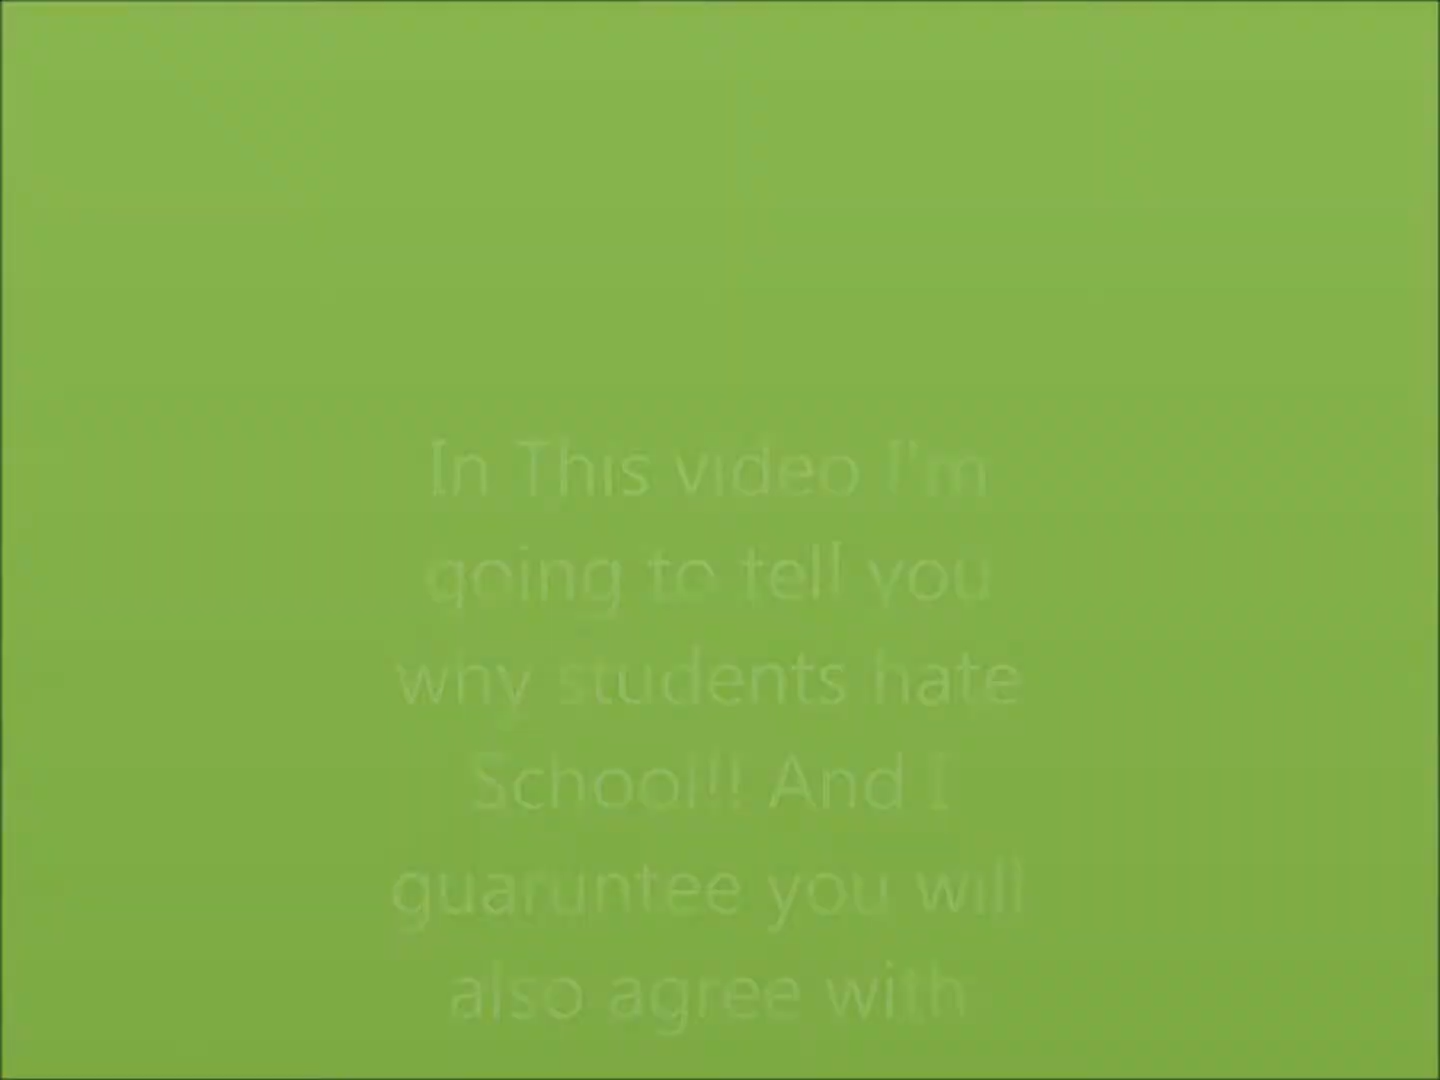 In This video I'm
going to tell you
why students hate
School!! And I
guaruntee you will
also agree with